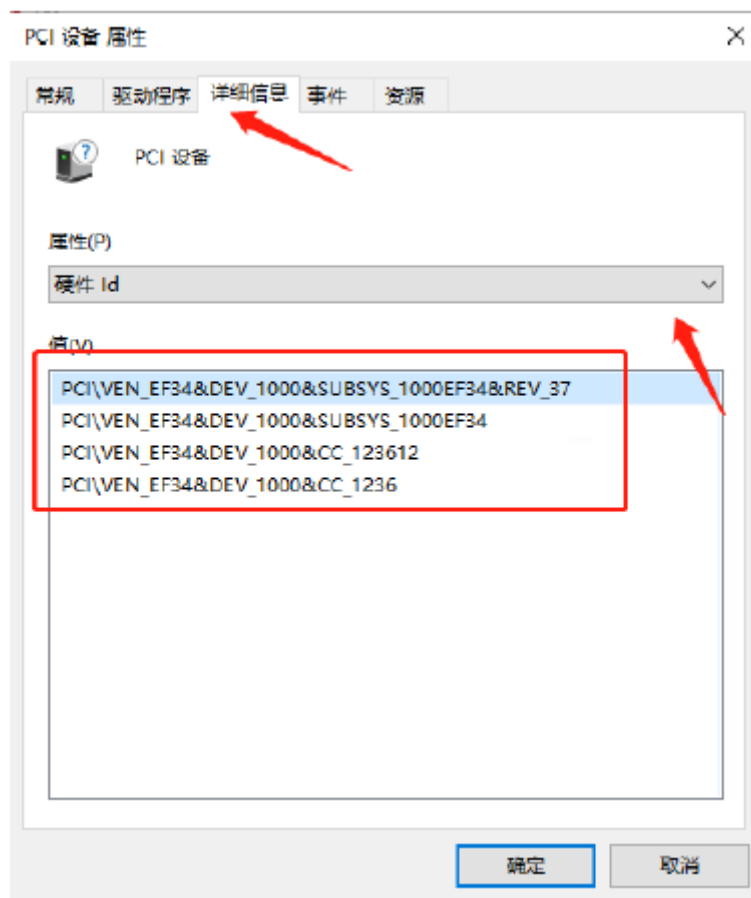 PCI 设备 属性
常规 驱动程序 详细信息 事件 资源
PCI 设备
属性(P)
硬件 Id
值(V)
PCI\VEN_EF34&DEV_1000&SUBSYS_1000EF34&REV_37
PCI\VEN_EF34&DEV_1000&SUBSYS_1000EF34
PCI\VEN_EF34&DEV_1000&CC_123612
PCI\VEN_EF34&DEV_1000&CC_1236
确定 取消